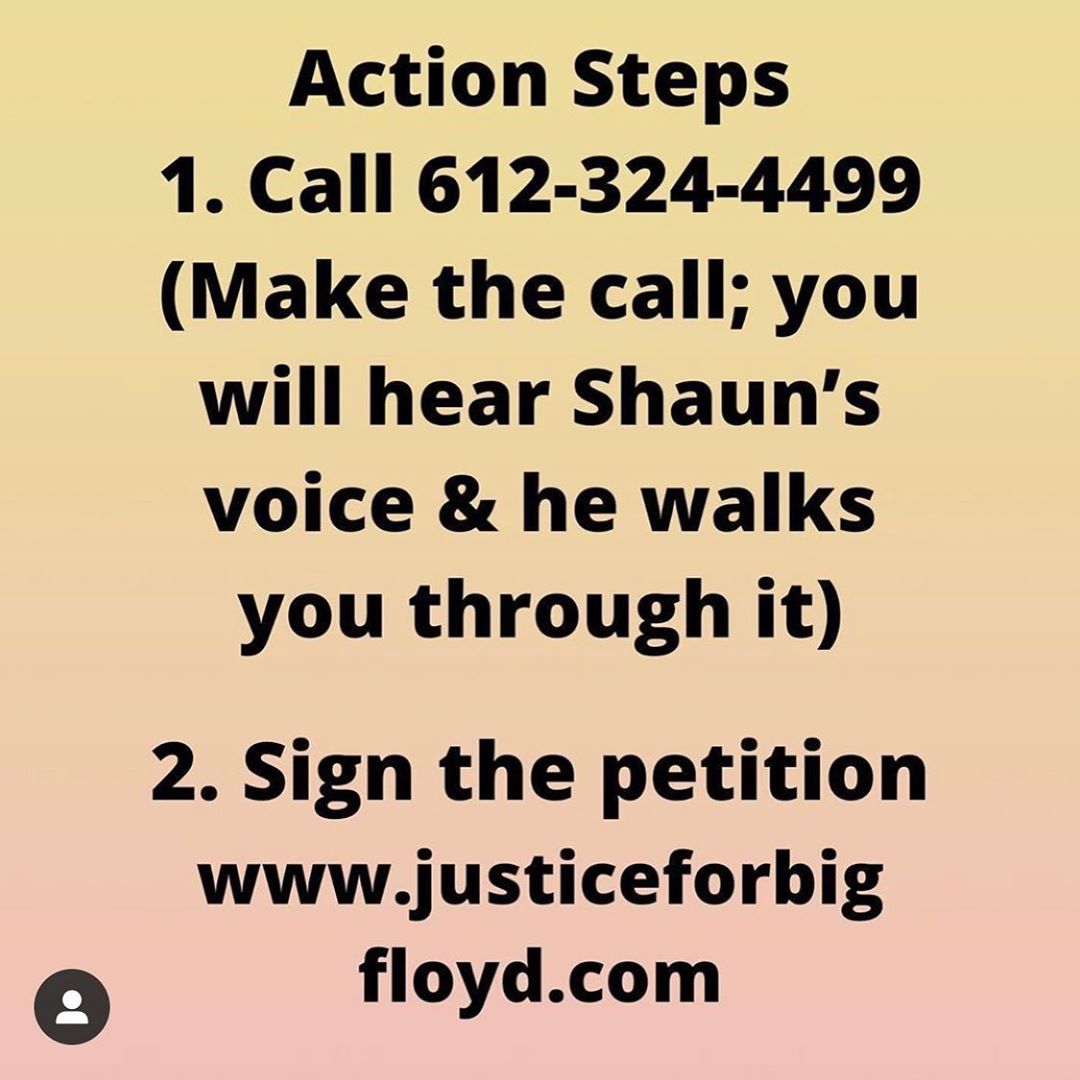 Action Steps
1. Call 612-324-4499
(Make the call; you
will hear Shaun’s
voice & he walks
you through it)
2. Sign the petition
www.justiceforbig
floyd.com